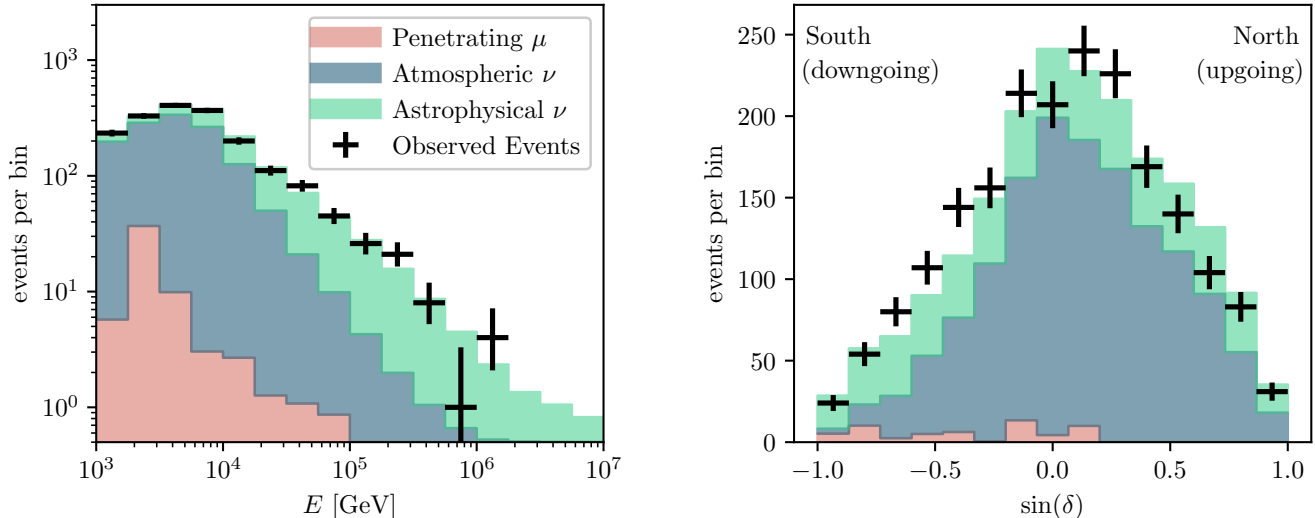 events per bin
10³
10²
10¹
10⁰
10³
10⁴
10⁵
10⁶
10⁷
E [GeV]
Penetrating μ
Atmospheric ν
Astrophysical ν
Observed Events
events per bin
250
200
150
100
50
0
−1.0
−0.5
0.0
0.5
1.0
sin(δ)
South
(downgoing)
North
(upgoing)